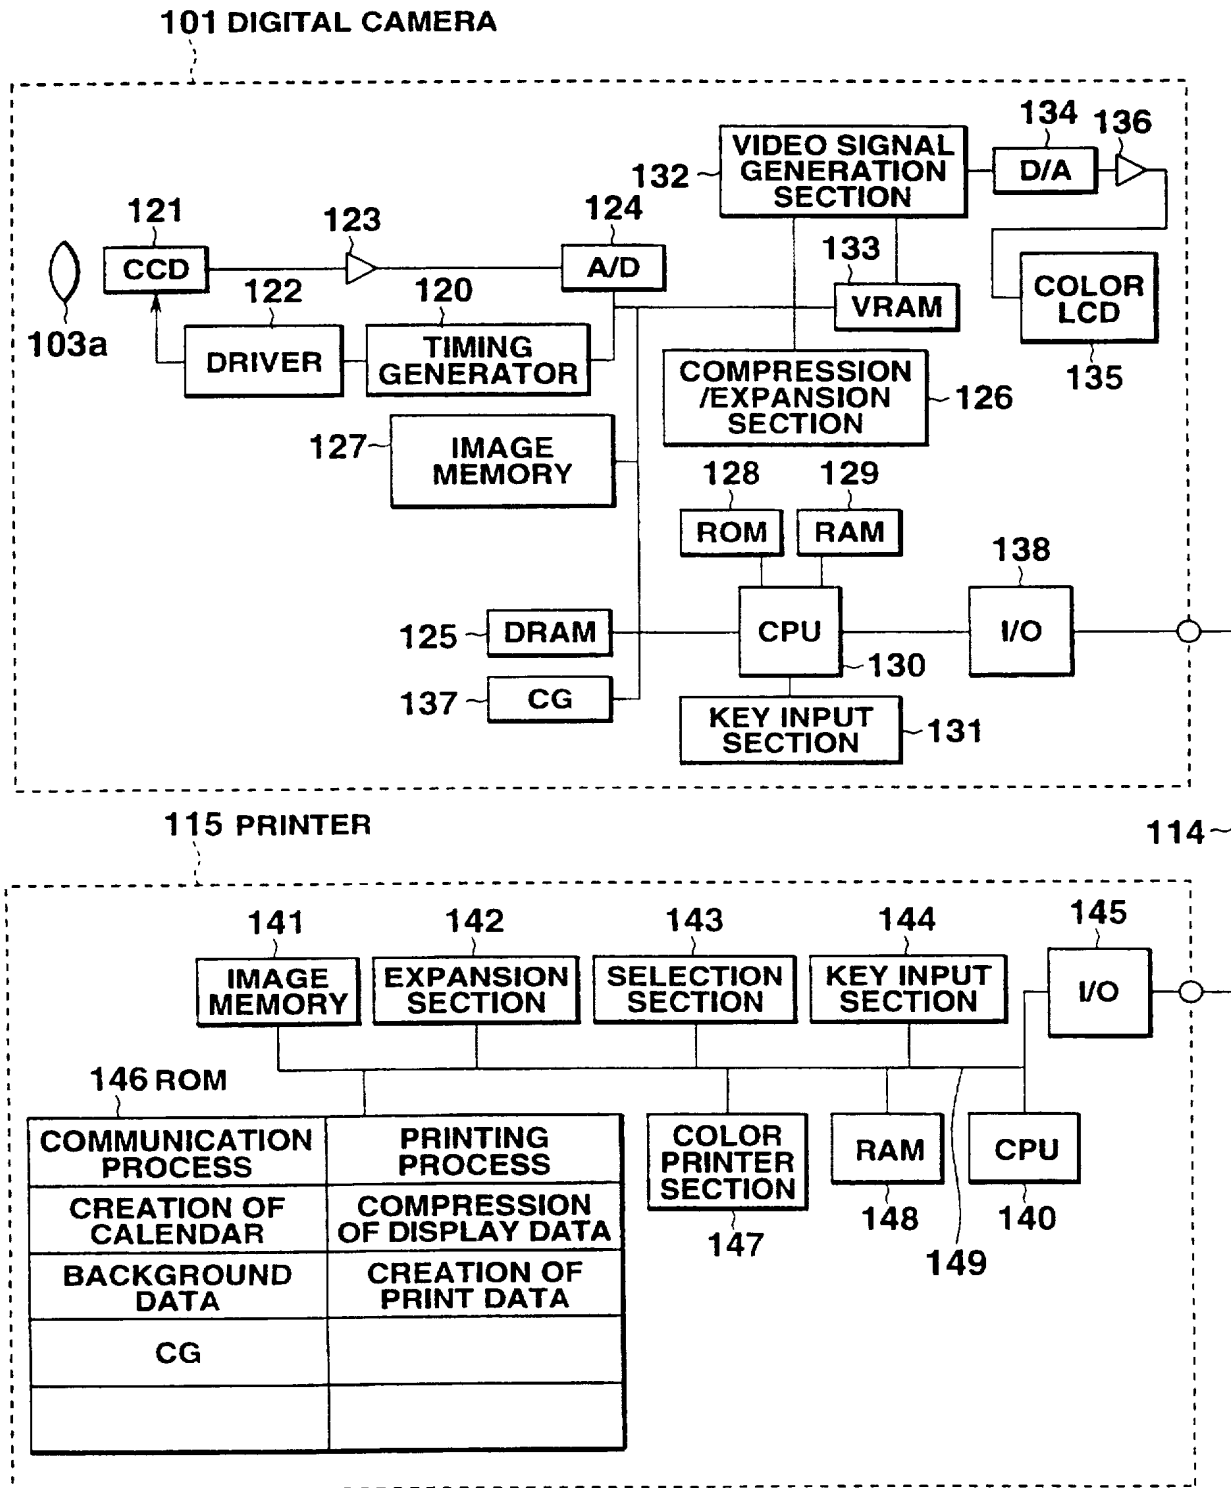 101 DIGITAL CAMERA
134
136
VIDEO SIGNAL
GENERATION
SECTION
132
D/A
121
123
124
133
CCD
A/D
122
120
VRAM
COLOR
LCD
103a
DRIVER
TIMING
GENERATOR
135
COMPRESSION
/EXPANSION
SECTION
126
127
IMAGE
MEMORY
128
129
ROM
RAM
138
125
DRAM
CPU
I/O
130
137
CG
KEY INPUT
SECTION
131
115 PRINTER
114
141
142
143
144
145
IMAGE
MEMORY
EXPANSION
SECTION
SELECTION
SECTION
KEY INPUT
SECTION
I/O
146 ROM
COMMUNICATION
PROCESS
PRINTING
PROCESS
CREATION OF
CALENDAR
COMPRESSION
OF DISPLAY DATA
BACKGROUND
DATA
CREATION OF
PRINT DATA
CG
COLOR
PRINTER
SECTION
RAM
CPU
147
148
140
149